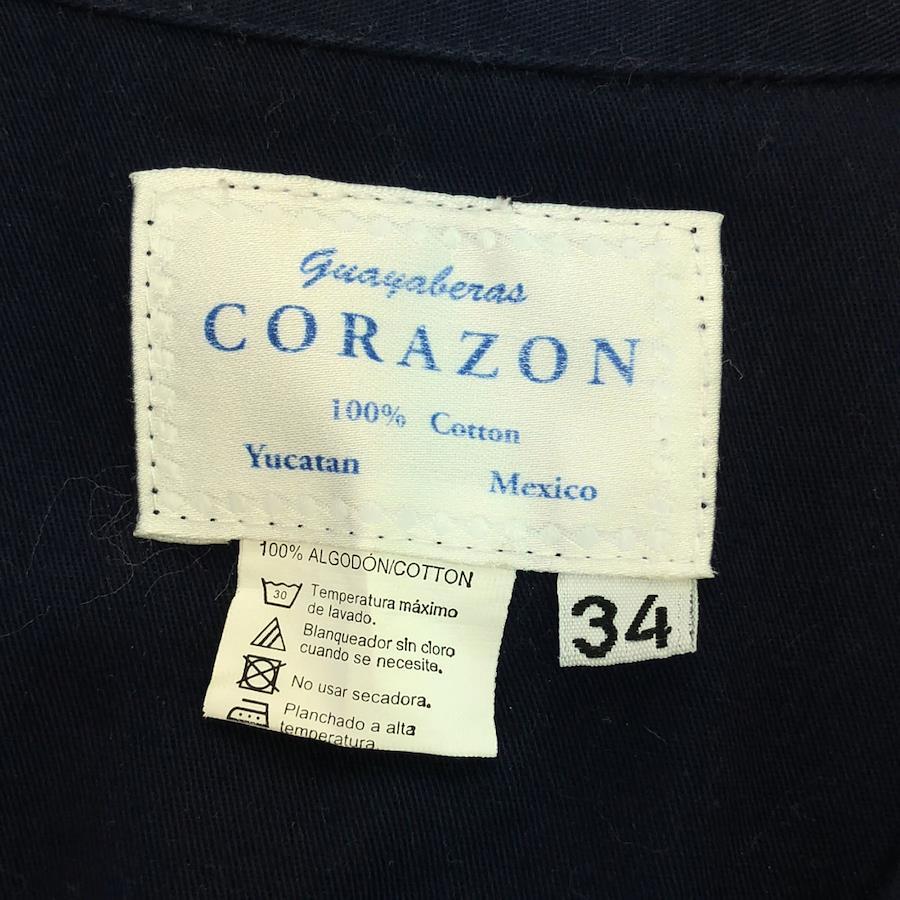 Guayaberas
CORAZON
100% Cotton
Yucatan Mexico
100% ALGODÓN/COTTON
30 Temperatura máximo
de lavado.
Blanqueador sin cloro
cuando se necesite.
No usar secadora.
Planchado a alta
temperatura
34